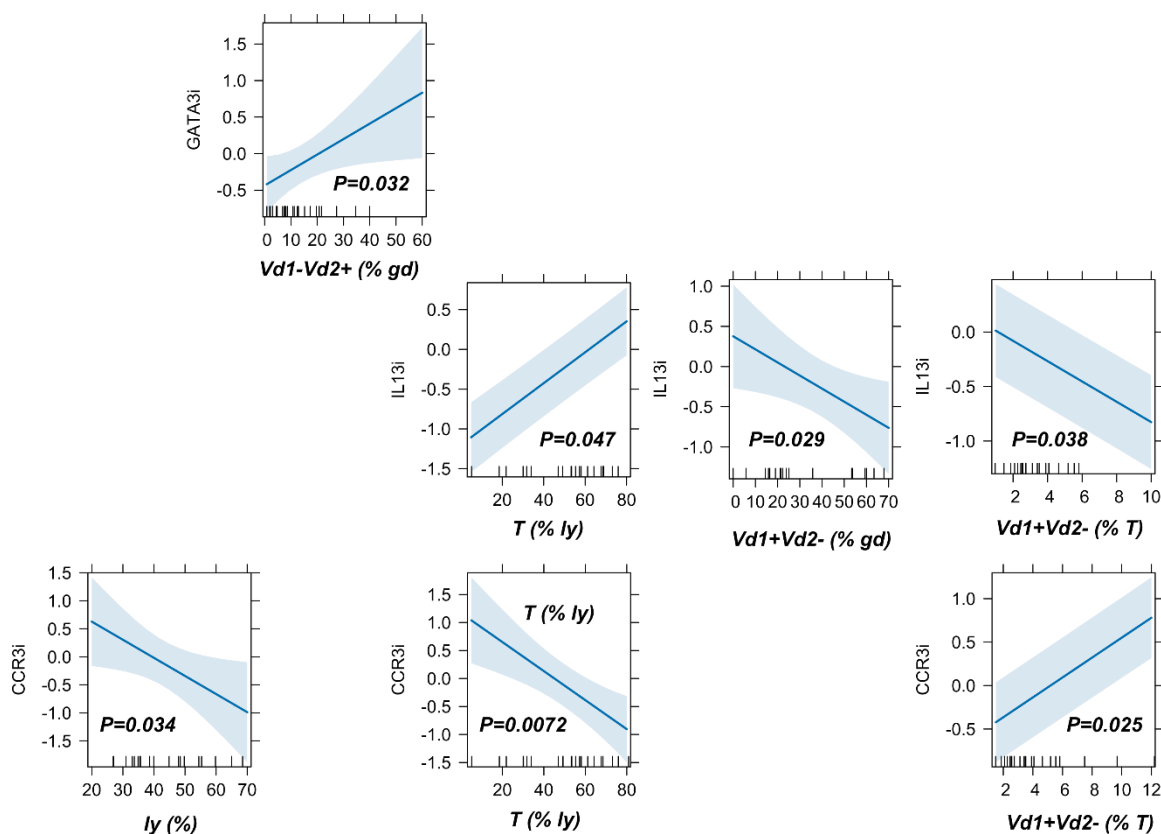 GATA3i
1.5
1.0
0.5
0.0
-0.5
P=0.032
0 10 20 30 40 50 60
Vd1-Vd2+ (% gd)
IL13i
0.5
0.0
-0.5
-1.0
-1.5
P=0.047
20 40 60 80
T (% ly)
IL13i
1.0
0.5
0.0
-0.5
-1.0
P=0.029
0 10 20 30 40 50 60 70
Vd1+Vd2- (% gd)
IL13i
0.0
-0.5
-1.0
P=0.038
2 4 6 8 10
Vd1+Vd2- (% T)
CCR3i
1.5
1.0
0.5
0.0
-0.5
-1.0
-1.5
P=0.034
20 30 40 50 60 70
ly (%)
CCR3i
1.5
1.0
0.5
0.0
-0.5
-1.0
-1.5
T (% ly)
P=0.0072
20 40 60 80
T (% ly)
CCR3i
1.0
0.5
0.0
-0.5
P=0.025
2 4 6 8 10 12
Vd1+Vd2- (% T)